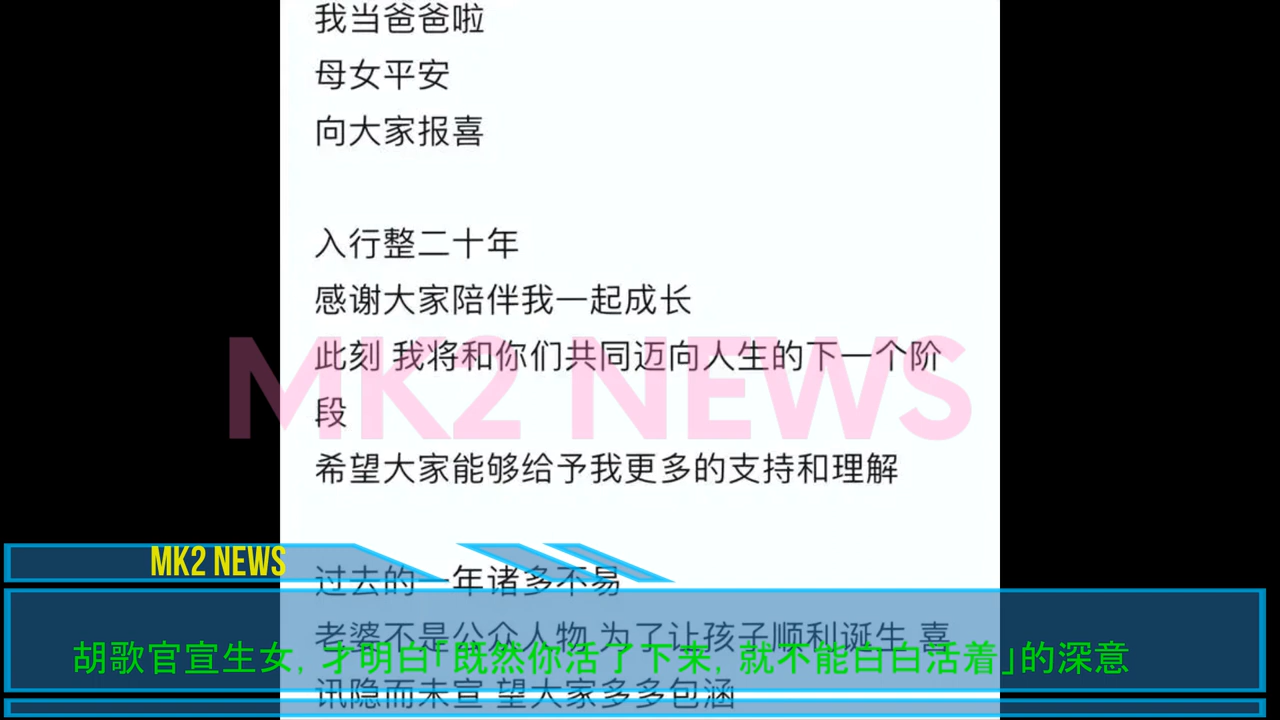 我当爸爸啦
母女平安
向大家报喜
入行整二十年
感谢大家陪伴我一起成长
此刻 我将和你们共同迈向人生的下一个阶
段
MK2 NEWS
希望大家能够给予我更多的支持和理解
MK2 NEWS
过去的一年诸多不易
老婆不是公众人物 为了让孩子顺利诞生 喜
胡歌官宣生女, 才明白「既然你活了下来, 就不能白白活着」的深意
讯隐而未宣 望大家多多包涵